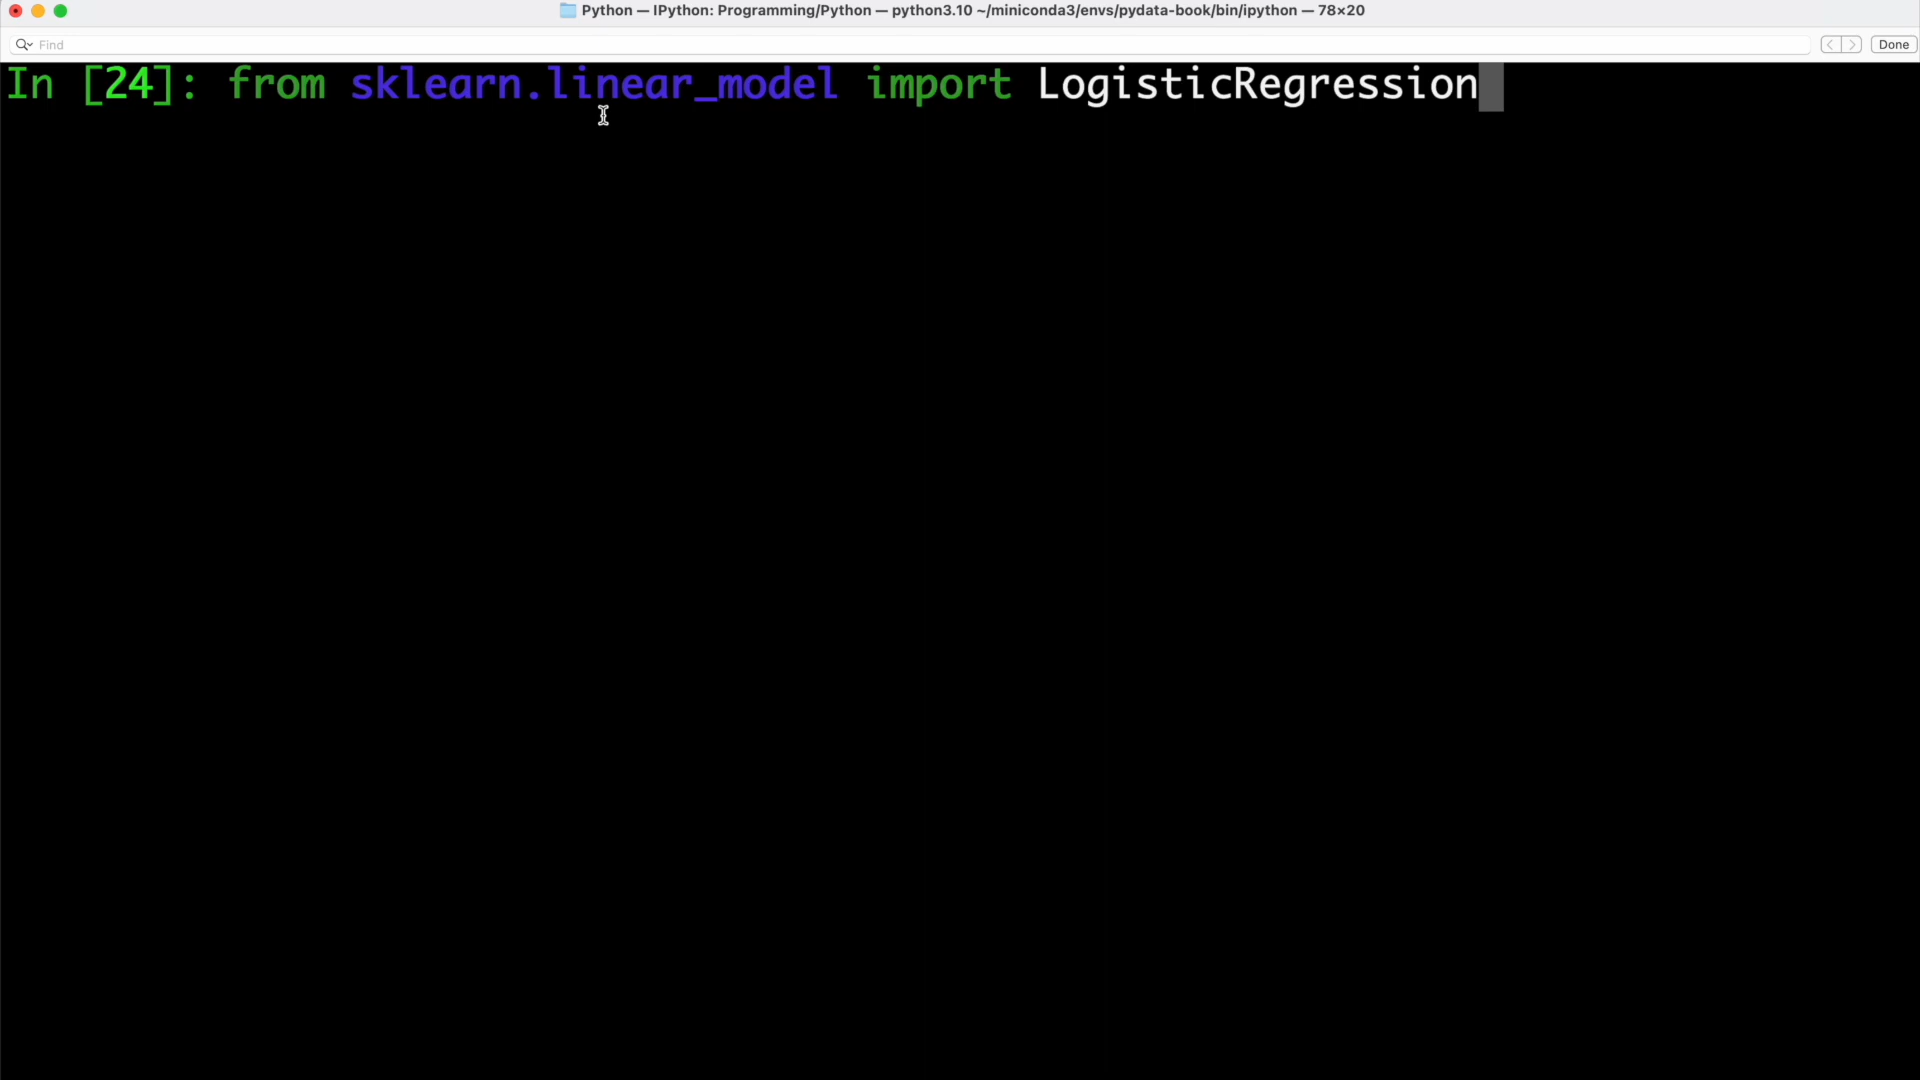 Python — IPython: Programming/Python — python3.10 ~/miniconda3/envs/pydata-book/bin/ipython — 78×20
Find
Done
In [24]: from sklearn.linear_model import LogisticRegression